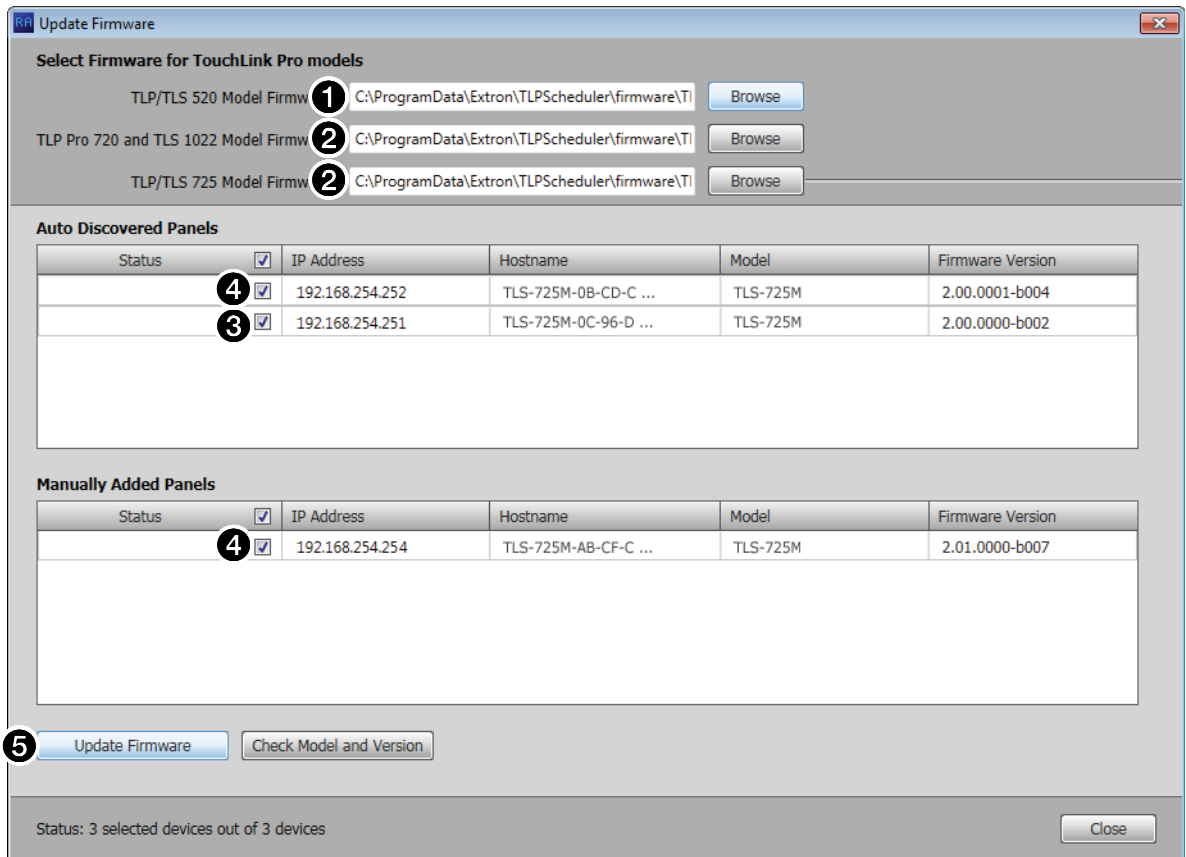 RA Update Firmware
Select Firmware for TouchLink Pro models
TLP/TLS 520 Model Firmw 1 C:\ProgramData\Extron\TLPScheduler\firmware\Tl Browse
TLP Pro 720 and TLS 1022 Model Firmw 2 C:\ProgramData\Extron\TLPScheduler\firmware\Tl Browse
TLP/TLS 725 Model Firmw 2 C:\ProgramData\Extron\TLPScheduler\firmware\Tl Browse
Auto Discovered Panels
Status IP Address Hostname Model Firmware Version
4 192.168.254.252 TLS-725M-0B-CD-C ... TLS-725M 2.00.0001-b004
3 192.168.254.251 TLS-725M-0C-96-D ... TLS-725M 2.00.0000-b002
Manually Added Panels
Status IP Address Hostname Model Firmware Version
4 192.168.254.254 TLS-725M-AB-CF-C ... TLS-725M 2.01.0000-b007
5 Update Firmware Check Model and Version
Status: 3 selected devices out of 3 devices Close